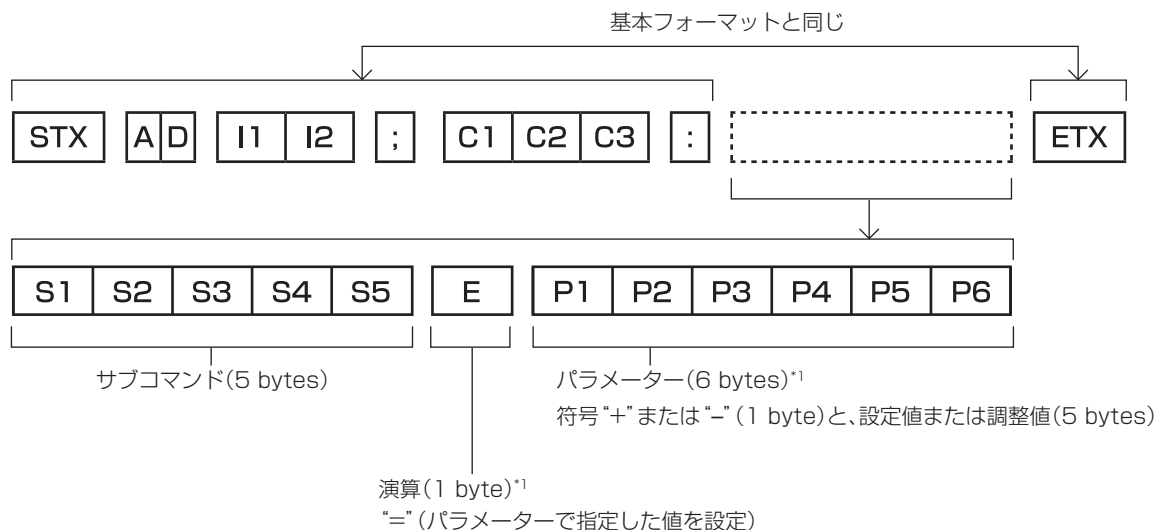 基本フォーマットと同じ
STX A D I1 I2 ; C1 C2 C3 : ETX
S1 S2 S3 S4 S5 E P1 P2 P3 P4 P5 P6
サブコマンド(5 bytes)
パラメーター(6 bytes)*1
符号“+”または“–”(1 byte)と、設定値または調整値(5 bytes)
演算(1 byte)*1
“=”(パラメーターで指定した値を設定)